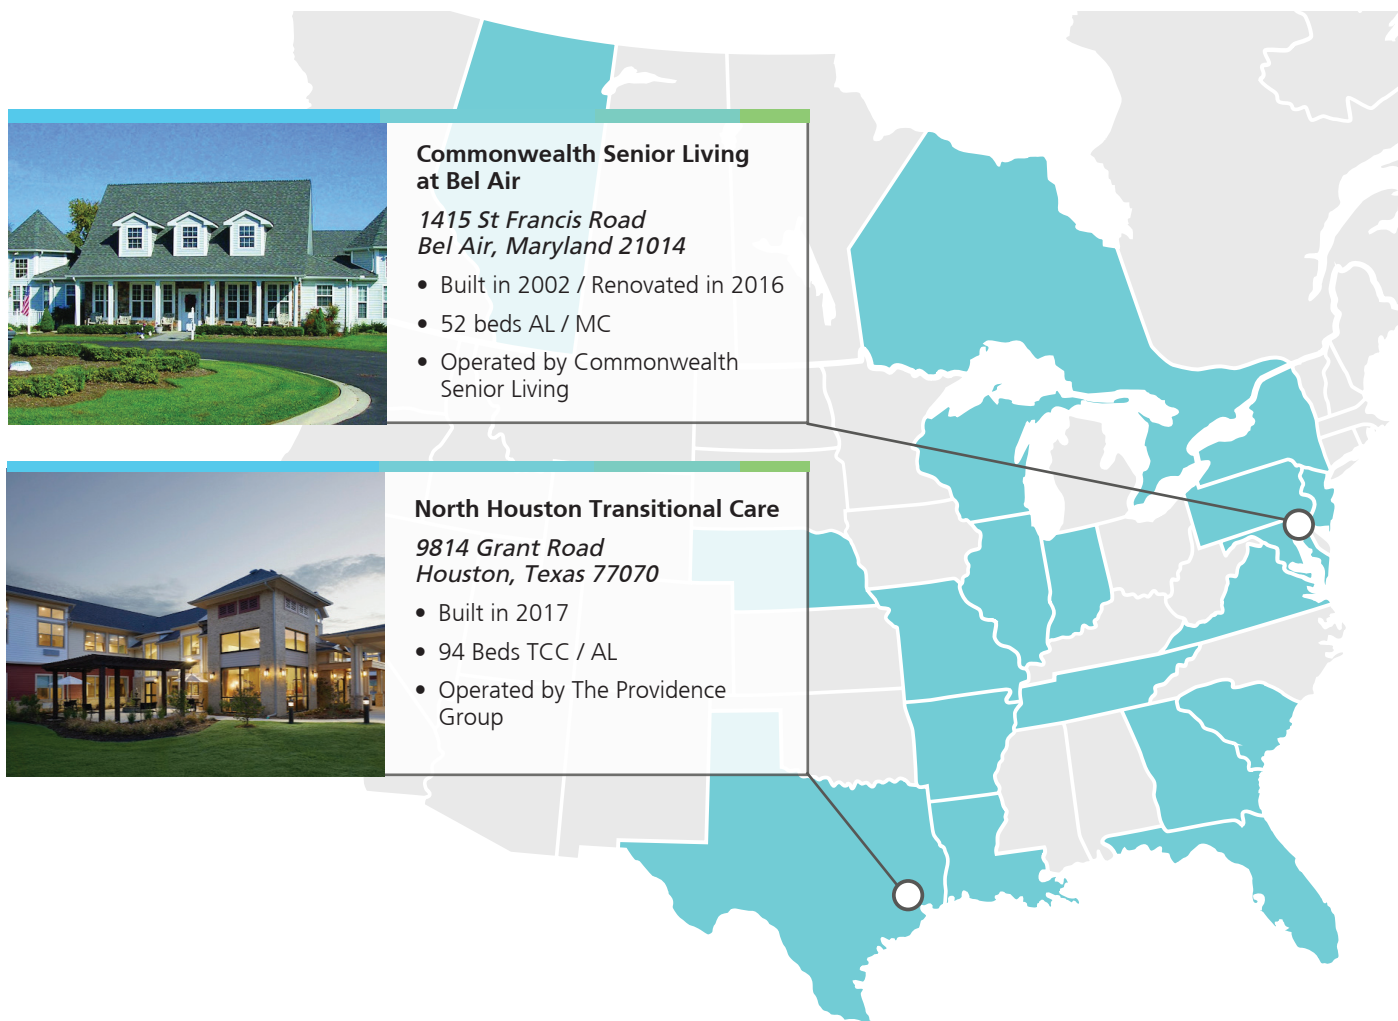 Commonwealth Senior Living
at Bel Air
1415 St Francis Road
Bel Air, Maryland 21014
• Built in 2002 / Renovated in 2016
• 52 beds AL / MC
• Operated by Commonwealth
Senior Living
North Houston Transitional Care
9814 Grant Road
Houston, Texas 77070
• Built in 2017
• 94 Beds TCC / AL
• Operated by The Providence
Group